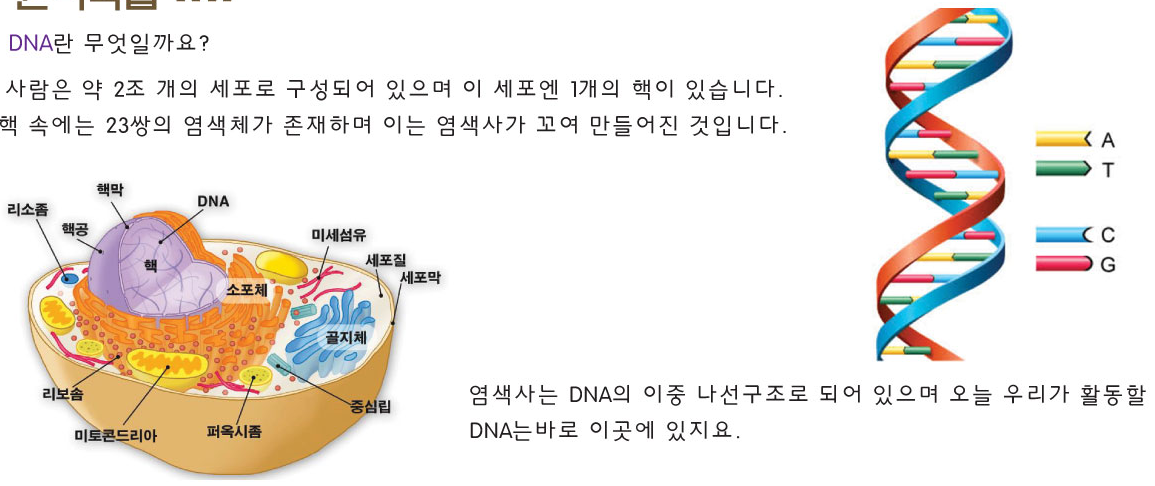 DNA란 무엇일까요?
사람은 약 2조 개의 세포로 구성되어 있으며 이 세포엔 1개의 핵이 있습니다.
핵 속에는 23쌍의 염색체가 존재하며 이는 염색사가 꼬여 만들어진 것입니다.
핵막
DNA
리소좀
핵공
미세섬유
핵
세포질
세포막
소포체
골지체
리보솜
중심립
미토콘드리아
퍼옥시좀
A
T
C
G
염색사는 DNA의 이중 나선구조로 되어 있으며 오늘 우리가 활동할
DNA는바로 이곳에 있지요.